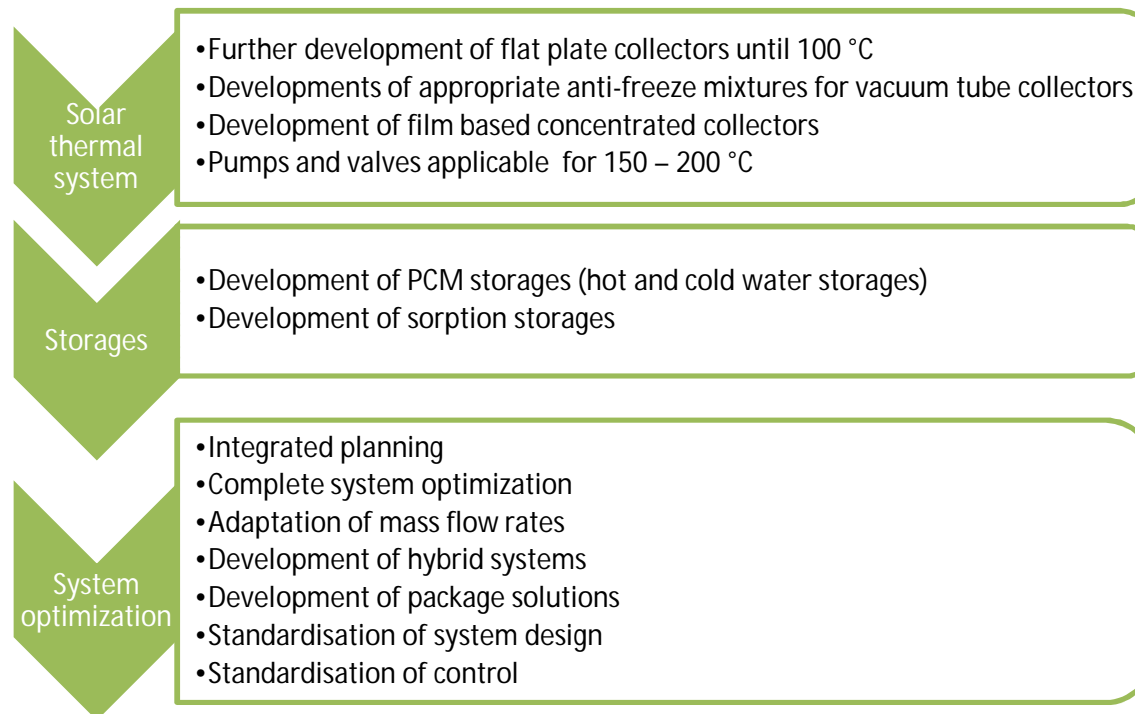 Solar
thermal
system
•Further development of flat plate collectors until 100 °C
•Developments of appropriate anti-freeze mixtures for vacuum tube collectors
•Development of film based concentrated collectors
•Pumps and valves applicable for 150 – 200 °C
Storages
•Development of PCM storages (hot and cold water storages)
•Development of sorption storages
System
optimization
•Integrated planning
•Complete system optimization
•Adaptation of mass flow rates
•Development of hybrid systems
•Development of package solutions
•Standardisation of system design
•Standardisation of control